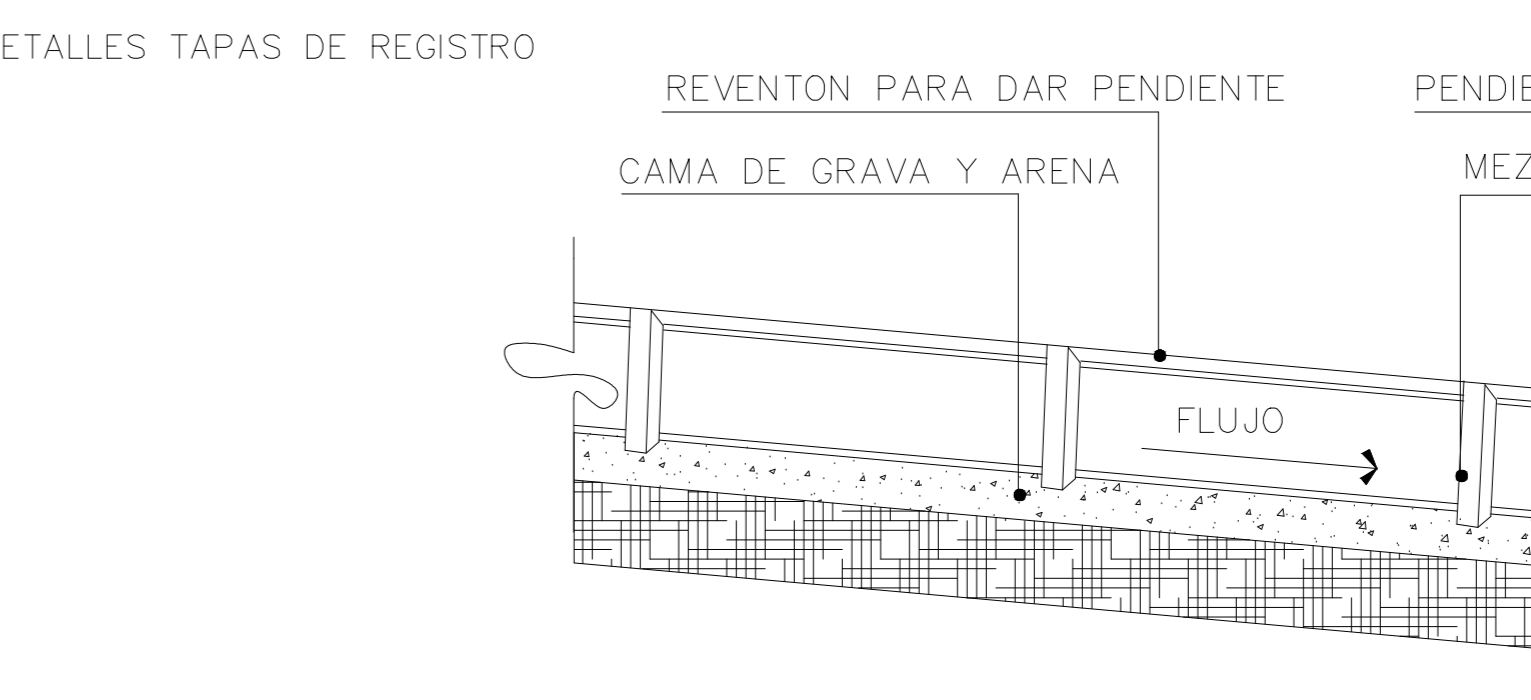 ETALLES TAPAS DE REGISTRO
REVENTON PARA DAR PENDIENTE
PENDIE
CAMA DE GRAVA Y ARENA
MEZ
FLUJO